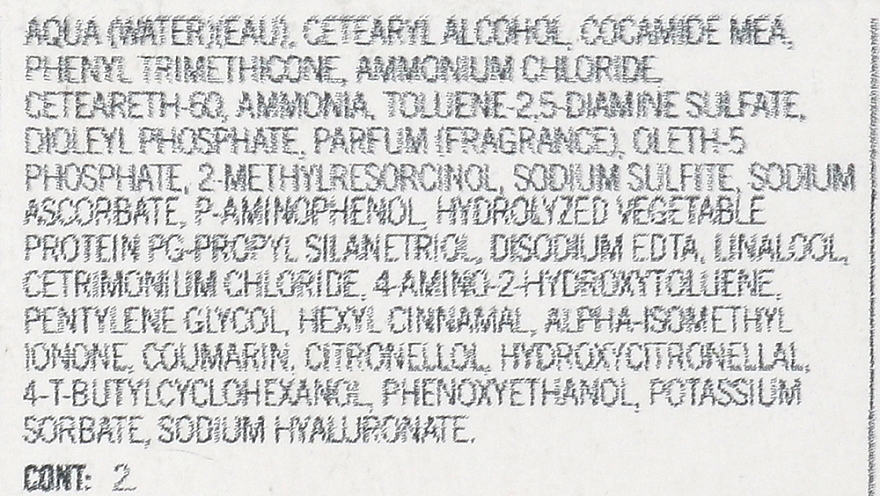 AQUA (WATER)(EAU), CETEARYL ALCOHOL, COCAMIDE MEA,
PHENYL TRIMETHICONE, AMMONIUM CHLORIDE,
CETEARETH-60, AMMONIA, TOLUENE-2,5-DIAMINE SULFATE,
DIOLEYL PHOSPHATE, PARFUM (FRAGRANCE), OLETH-5
PHOSPHATE, 2-METHYLRESORCINOL, SODIUM SULFITE, SODIUM
ASCORBATE, P-AMINOPHENOL, HYDROLYZED VEGETABLE
PROTEIN PG-PROPYL SILANETRIOL, DISODIUM EDTA, LINALOOL,
CETRIMONIUM CHLORIDE, 4-AMINO-2-HYDROXYTOLUENE,
PENTYLENE GLYCOL, HEXYL CINNAMAL, ALPHA-ISOMETHYL
IONONE, COUMARIN, CITRONELLOL, HYDROXYCITRONELLAL,
4-T-BUTYLCYCLOHEXANOL, PHENOXYETHANOL, POTASSIUM
SORBATE, SODIUM HYALURONATE.
CONT: 2